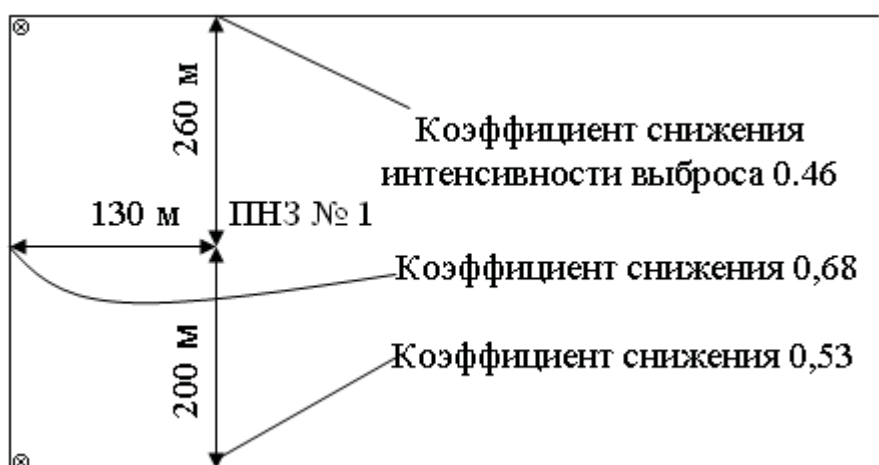 260 м
Коэффициент снижения
интенсивности выброса 0.46
130 м
ПНЗ № 1
Коэффициент снижения 0,68
200 м
Коэффициент снижения 0,53